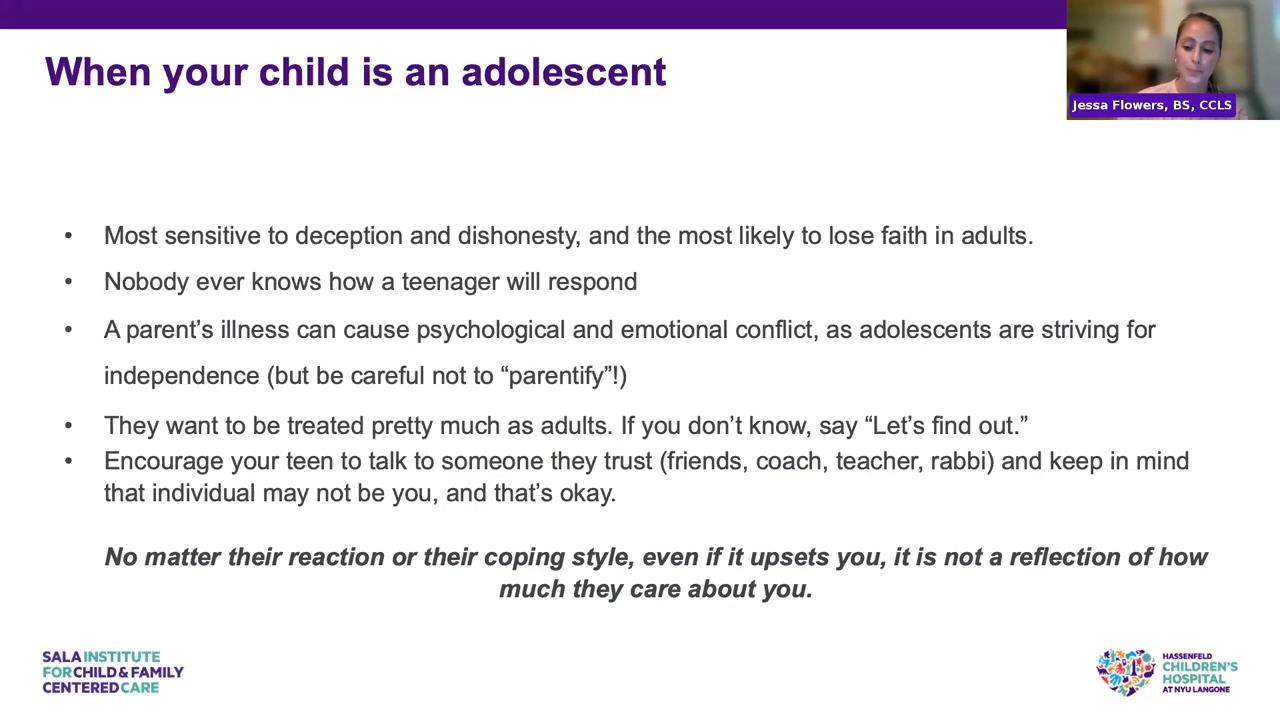 When your child is an adolescent
Jessa Flowers, BS, CCLS
• Most sensitive to deception and dishonesty, and the most likely to lose faith in adults.
• Nobody ever knows how a teenager will respond
• A parent’s illness can cause psychological and emotional conflict, as adolescents are striving for
independence (but be careful not to “parentify”!)
• They want to be treated pretty much as adults. If you don’t know, say “Let’s find out.”
• Encourage your teen to talk to someone they trust (friends, coach, teacher, rabbi) and keep in mind
that individual may not be you, and that’s okay.
No matter their reaction or their coping style, even if it upsets you, it is not a reflection of how
much they care about you.
SALA INSTITUTE
FOR CHILD & FAMILY
CENTERED CARE
HASSENFELD
CHILDREN’S
HOSPITAL
AT NYU LANGONE